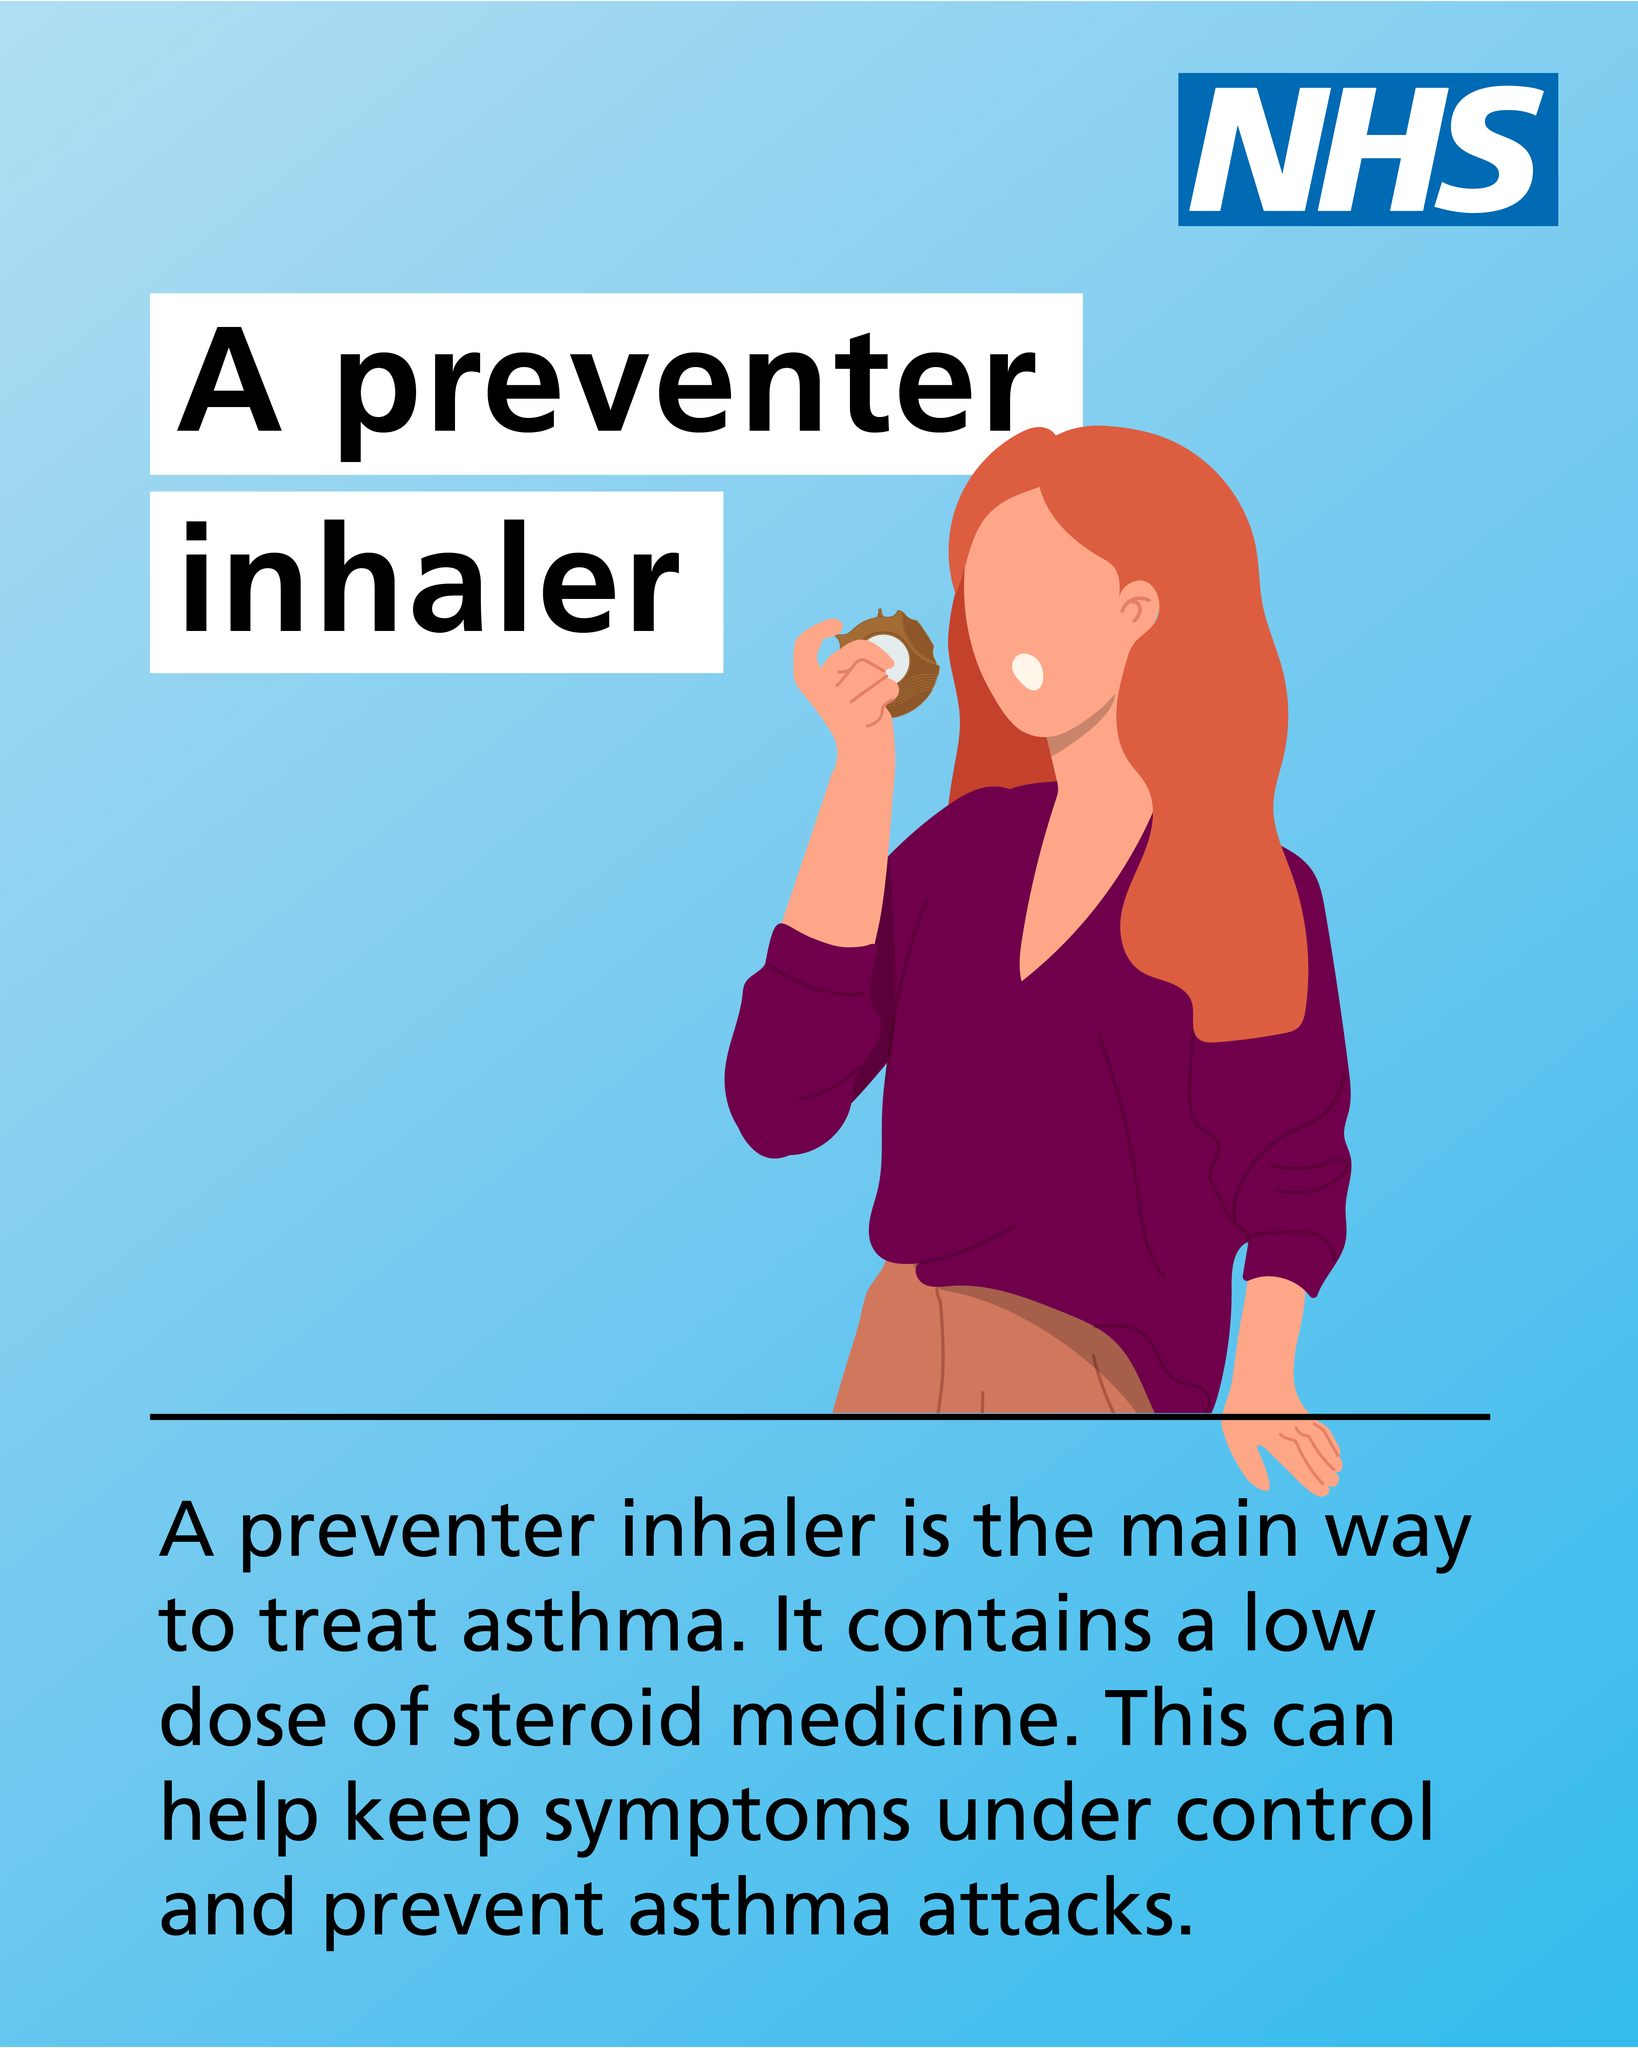 NHS
A preventer
inhaler
A preventer inhaler is the main way
to treat asthma. It contains a low
dose of steroid medicine. This can
help keep symptoms under control
and prevent asthma attacks.